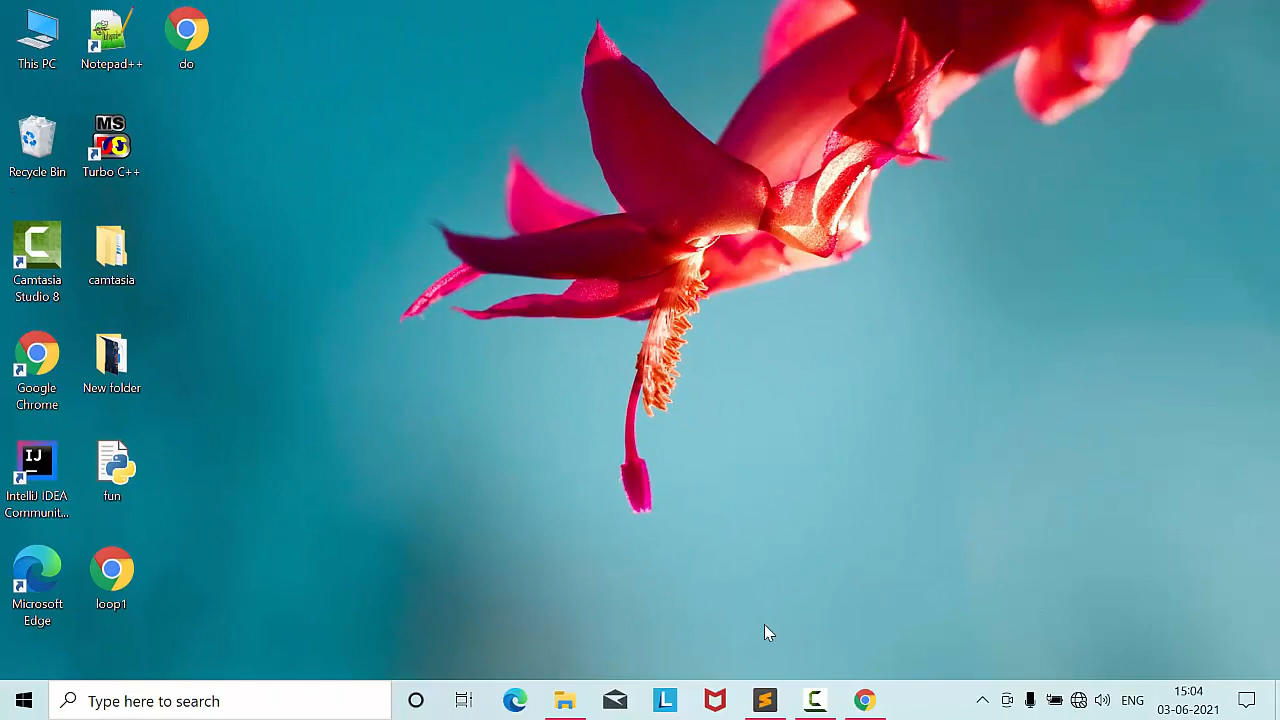 This PC
Notepad++
do
Recycle Bin
MS
Turbo C++
Camtasia
Studio 8
camtasia
Google
Chrome
New folder
IJ
IntelliJ IDEA
Communit...
fun
Microsoft
Edge
loop1
Type here to search
L
ENG
15:04
03-06-2021